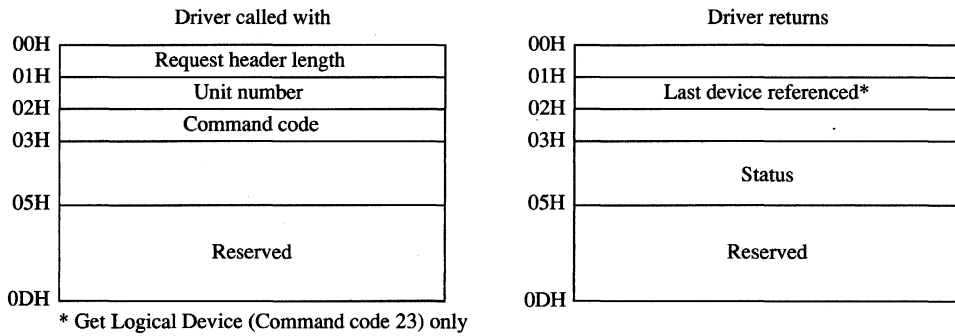 Driver called with
00H
Request header length
01H
Unit number
02H
Command code
03H
05H
Reserved
0DH
* Get Logical Device (Command code 23) only
Driver returns
00H
01H
Last device referenced*
02H
03H
Status
05H
Reserved
0DH